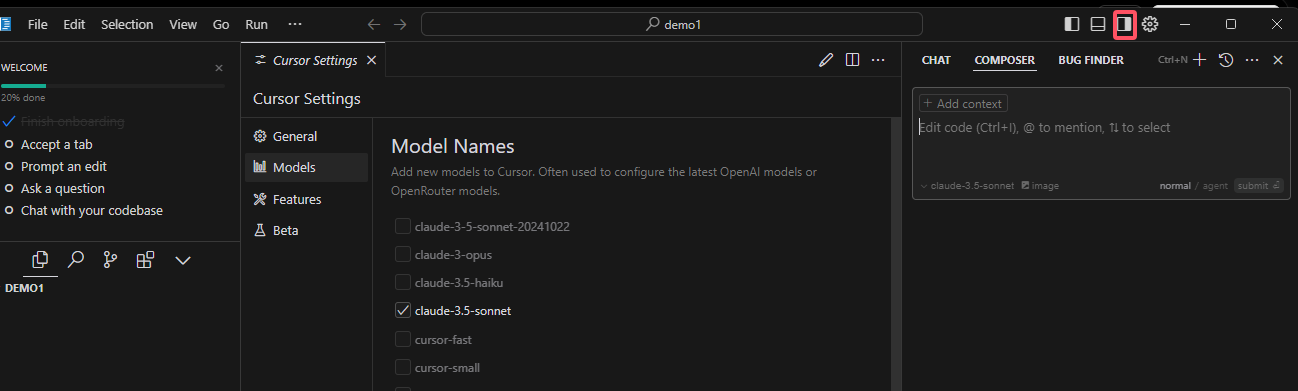 File Edit Selection View Go Run ···
demo1
WELCOME
20% done
Finish onboarding
Accept a tab
Prompt an edit
Ask a question
Chat with your codebase
DEMO1
Cursor Settings
Cursor Settings
General
Models
Features
Beta
Model Names
Add new models to Cursor. Often used to configure the latest OpenAI models or
OpenRouter models.
claude-3-5-sonnet-20241022
claude-3-opus
claude-3.5-haiku
claude-3.5-sonnet
cursor-fast
cursor-small
CHAT COMPOSER BUG FINDER Ctrl+N
+ Add context
Edit code (Ctrl+I), @ to mention, ⇅ to select
claude-3.5-sonnet image normal / agent submit